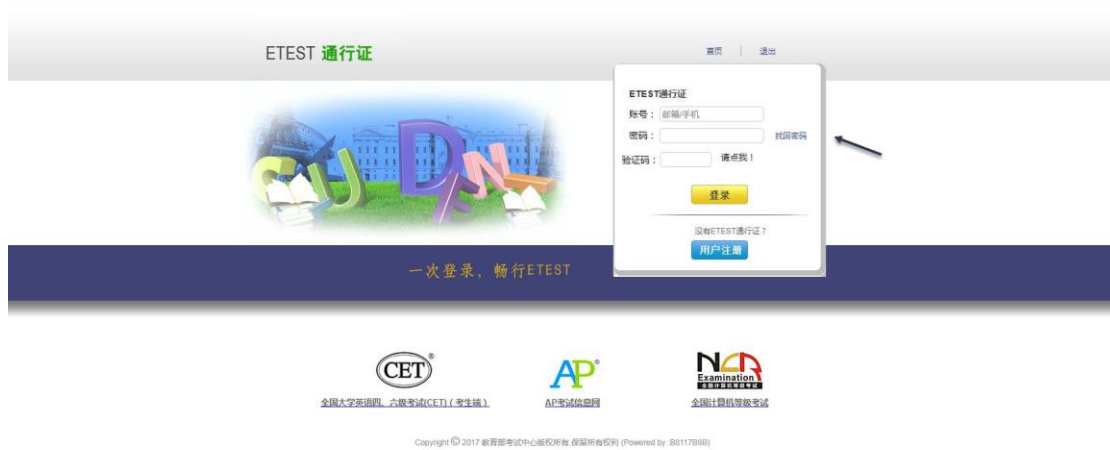 ETEST 通行证
首页 | 退出
ETEST通行证
账号： 邮箱/手机
密码： 找回密码
验证码： 请点我！
登录
没有ETEST通行证？
用户注册
一次登录，畅行ETEST
CET®
AP®
NCR
Examination
全国计算机等级考试
全国大学英语四、六级考试(CET)（考生端）
AP考试信息网
全国计算机等级考试
Copyright © 2017 教育部考试中心版权所有 保留所有权利 (Powered by :B8117B8B)